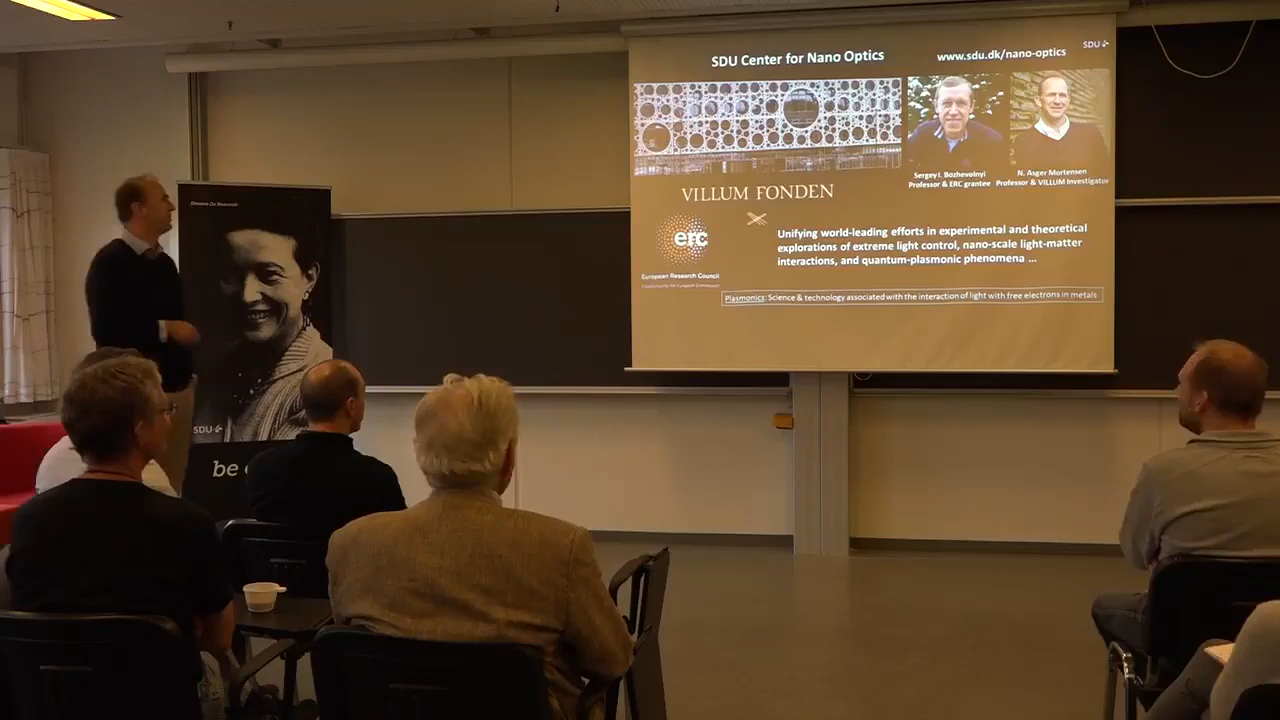 SDU Center for Nano Optics
www.sdu.dk/nano-optics
SDU
Sergey I. Bozhevolnyi
Professor & ERC grantee
N. Asger Mortensen
Professor & VILLUM Investigator
VILLUM FONDEN
erc
European Research Council
Unifying world-leading efforts in experimental and theoretical
explorations of extreme light control, nano-scale light-matter
interactions, and quantum-plasmonic phenomena ...
Plasmonics: Science & technology associated with the interaction of light with free electrons in metals
Simone De Beauvoir
SDU
be